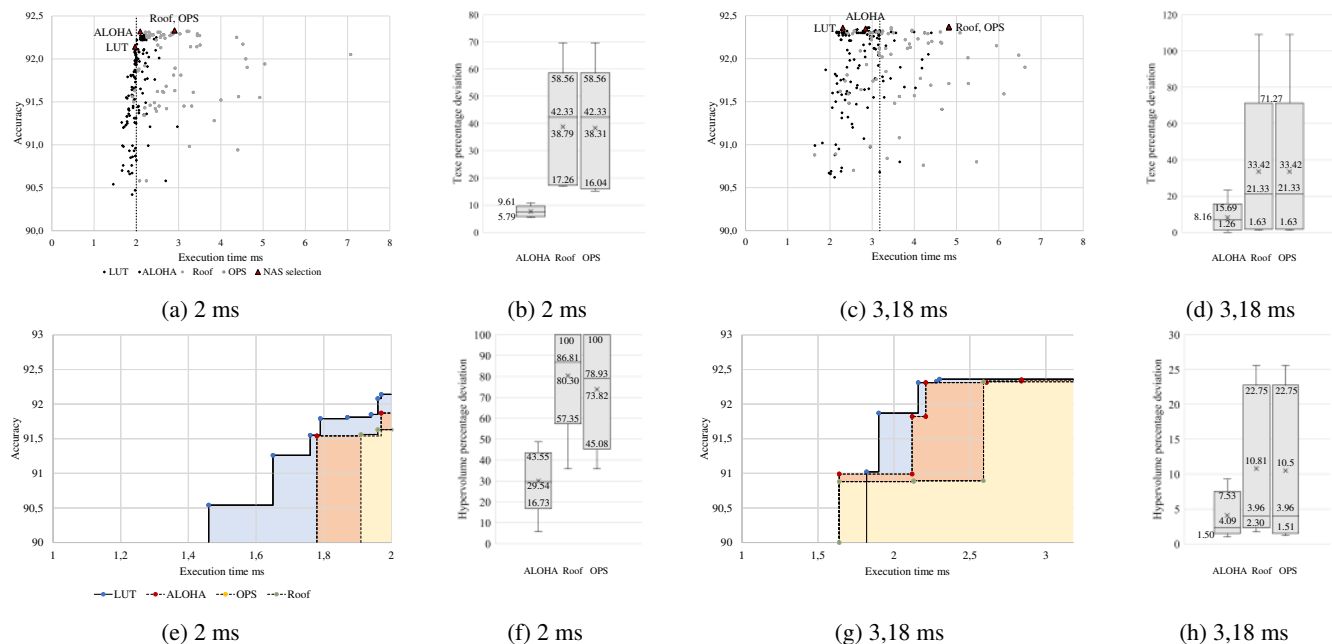 Roof, OPS
ALOHA
LUT
92,5
92,0
91,5
91,0
90,5
90,0
Accuracy
0 1 2 3 4 5 6 7 8
Execution time ms
LUT ALOHA Roof OPS NAS selection
(a) 2 ms
80
70
60
50
40
30
20
10
0
Texe percentage deviation
58.56 58.56
42.33 42.33
38.79 38.31
17.26 16.04
9.61
5.79
ALOHA Roof OPS
(b) 2 ms
ALOHA
LUT
Roof, OPS
92,5
92,0
91,5
91,0
90,5
90,0
Accuracy
0 1 2 3 4 5 6 7 8
Execution time ms
(c) 3,18 ms
120
100
80
60
40
20
0
Texe percentage deviation
71.27
33.42 33.42
21.33 21.33
15.69
8.16
1.26 1.63 1.63
ALOHA Roof OPS
(d) 3,18 ms
93
92,5
92
91,5
91
90,5
90
Accuracy
1 1,2 1,4 1,6 1,8 2
Execution time ms
LUT ALOHA OPS Roof
(e) 2 ms
100
90
80
70
60
50
40
30
20
10
0
Hypervolume percentage deviation
100 100
86.81 78.93
80.30 73.82
57.35 45.08
43.55
29.54
16.73
ALOHA Roof OPS
(f) 2 ms
93
92,5
92
91,5
91
90,5
90
Accuracy
1 1,5 2 2,5 3
Execution time ms
(g) 3,18 ms
30
25
20
15
10
5
0
Hypervolume percentage deviation
22.75 22.75
10.81 10.5
7.53
4.09 3.96 3.96
1.50 2.30 1.51
ALOHA Roof OPS
(h) 3,18 ms